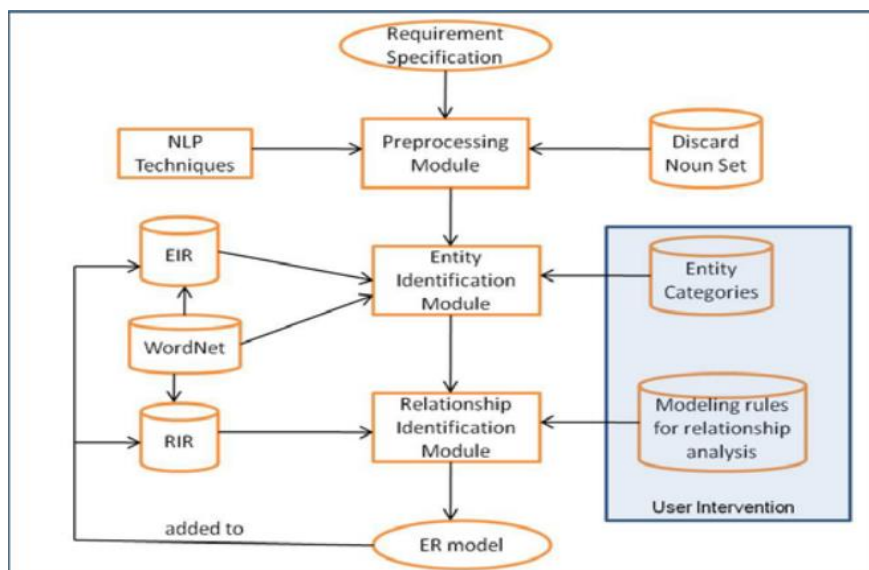 Requirement
Specification
NLP
Techniques
Preprocessing
Module
Discard
Noun Set
EIR
Entity
Identification
Module
Entity
Categories
WordNet
RIR
Relationship
Identification
Module
Modeling rules
for relationship
analysis
User Intervention
added to
ER model